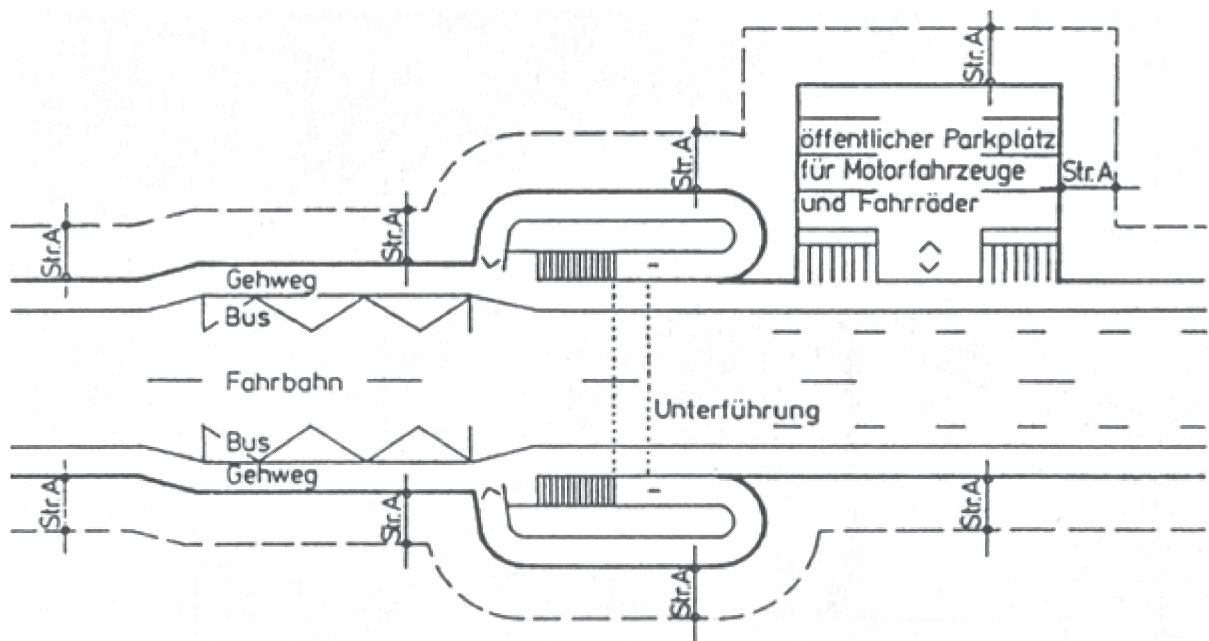 Str.A
Str.A
öffentlicher Parkplatz
für Motorfahrzeuge
und Fahrräder
Str.A
Str.A
Str.A
Gehweg
Bus
Fahrbahn
Unterführung
Bus
Gehweg
Str.A
Str.A
Str.A
Str.A